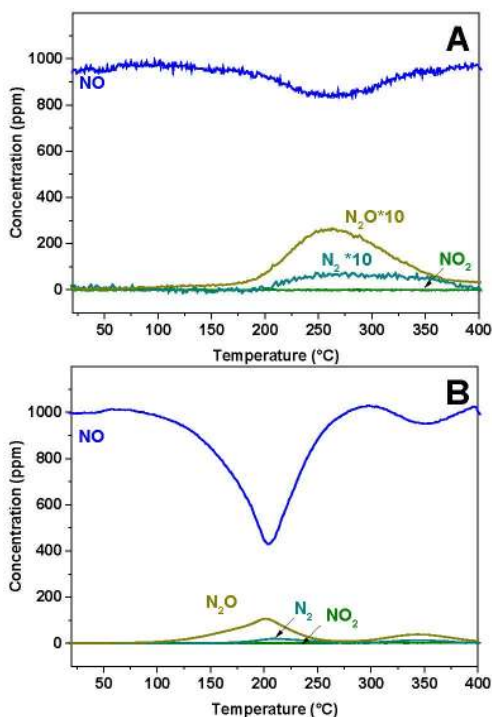 A
1000
800
600
400
200
0
Concentration (ppm)
NO
N₂O*10
N₂ *10
NO₂
50 100 150 200 250 300 350 400
Temperature (°C)
B
1000
800
600
400
200
0
Concentration (ppm)
NO
N₂O
N₂
NO₂
50 100 150 200 250 300 350 400
Temperature (°C)